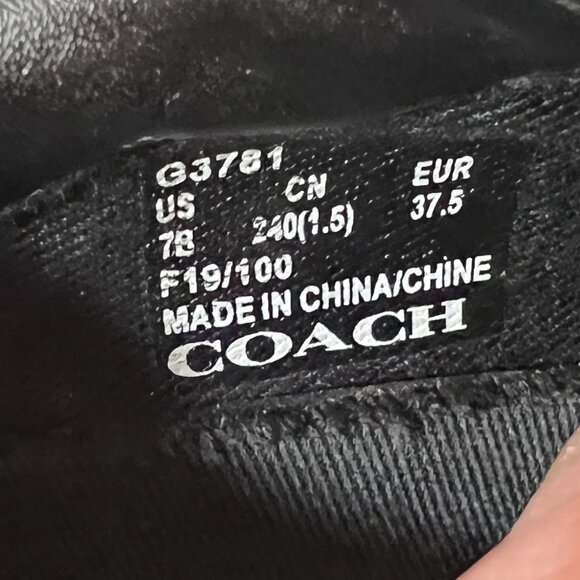 G3781
US CN EUR
7B 240(1.5) 37.5
F19/100
MADE IN CHINA/CHINE
COACH